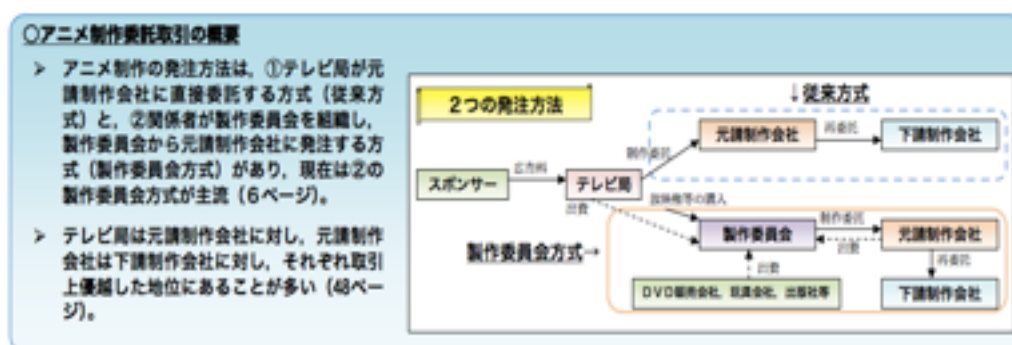 ○アニメ制作委託取引の概要
➢ アニメ制作の発注方法は,①テレビ局が元
請制作会社に直接委託する方式(従来方
式)と,②関係者が製作委員会を組織し,
製作委員会から元請制作会社に発注する方
式(製作委員会方式)があり,現在は②の
製作委員会方式が主流(6ページ)。
➢ テレビ局は元請制作会社に対し,元請制作
会社は下請制作会社に対し,それぞれ取引
上優越した地位にあることが多い(48ペー
ジ)。
2つの発注方法
↓従来方式
元請制作会社
再委託
下請制作会社
制作委託
スポンサー
広告料
テレビ局
放映権等の購入
出資
製作委員会方式→
製作委員会
制作委託
出資
元請制作会社
再委託
出資
DVD販売会社,玩具会社,出版社等
下請制作会社